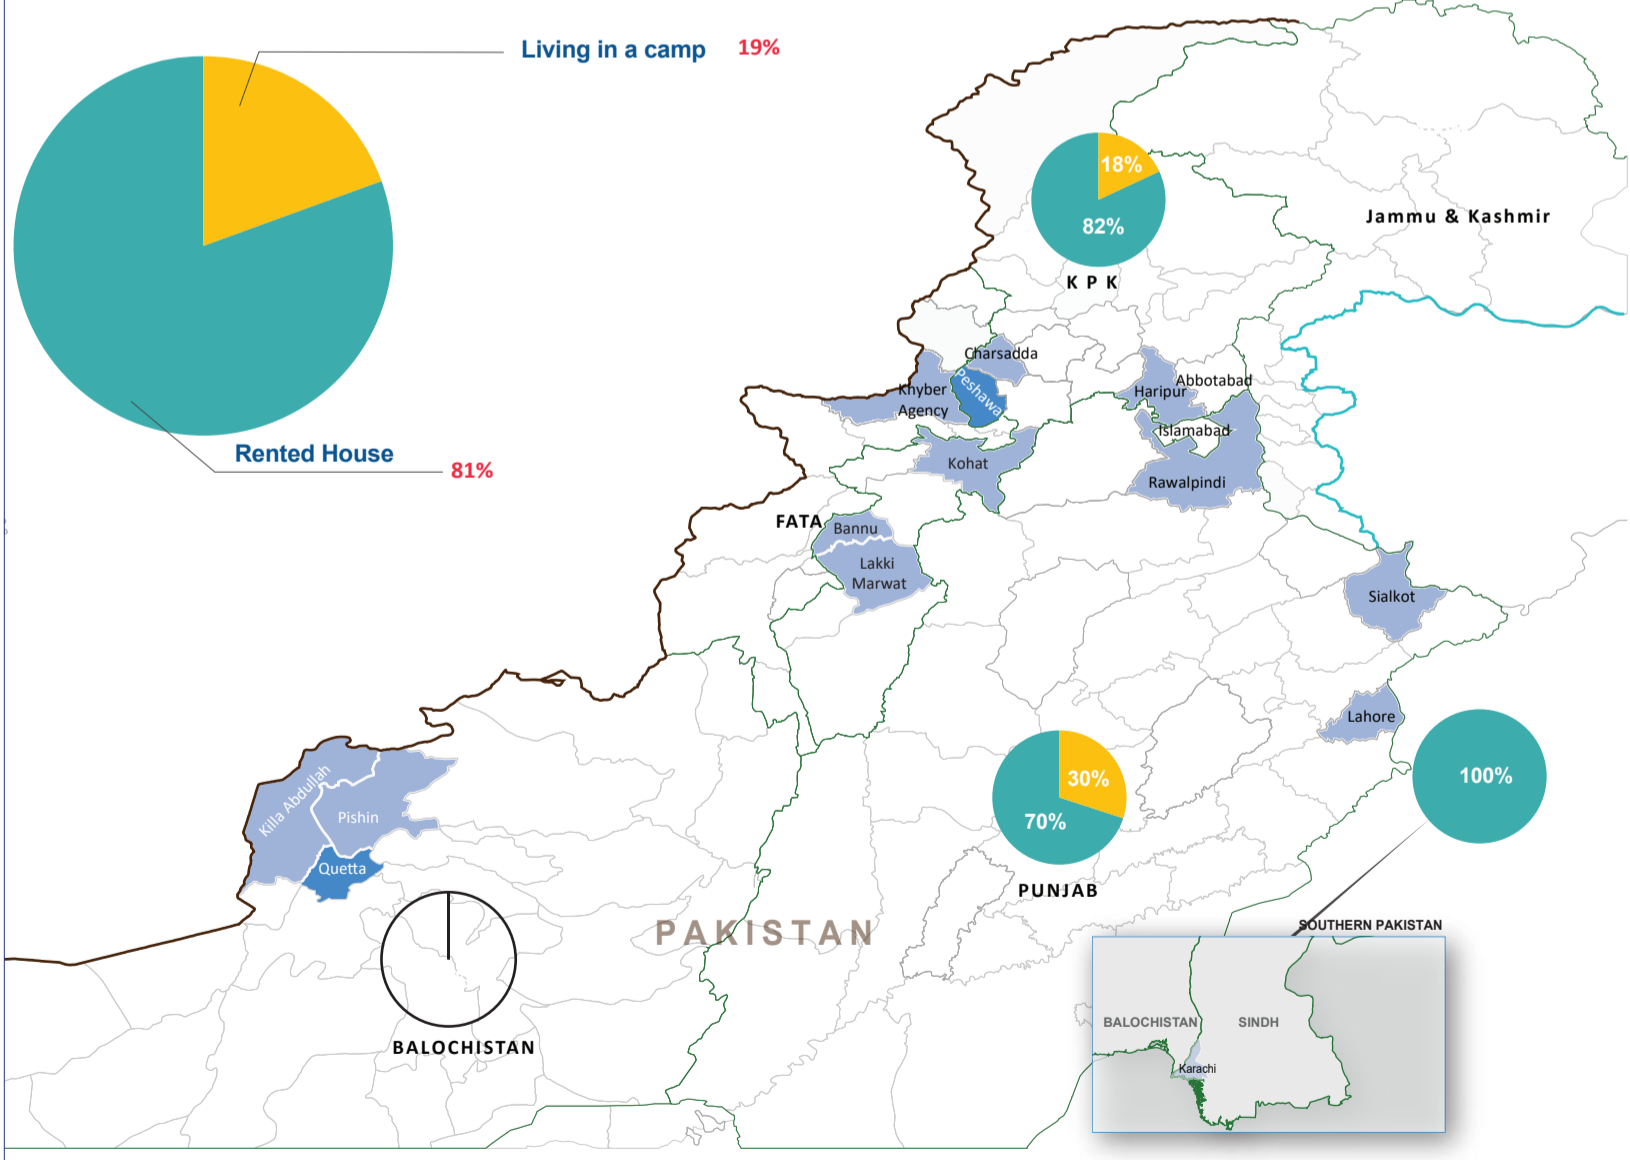 Living in a camp 19%
18%
82%
Jammu & Kashmir
K P K
Charsadda
Peshawa
Khyber
Agency
Abbotabad
Haripur
Islamabad
Rented House
81%
Kohat
Rawalpindi
FATA
Bannu
Lakki
Marwat
Sialkot
Lahore
30%
70%
100%
Killa Abdullah
Pishin
Quetta
PUNJAB
PAKISTAN
SOUTHERN PAKISTAN
BALOCHISTAN
SINDH
BALOCHISTAN
Karachi